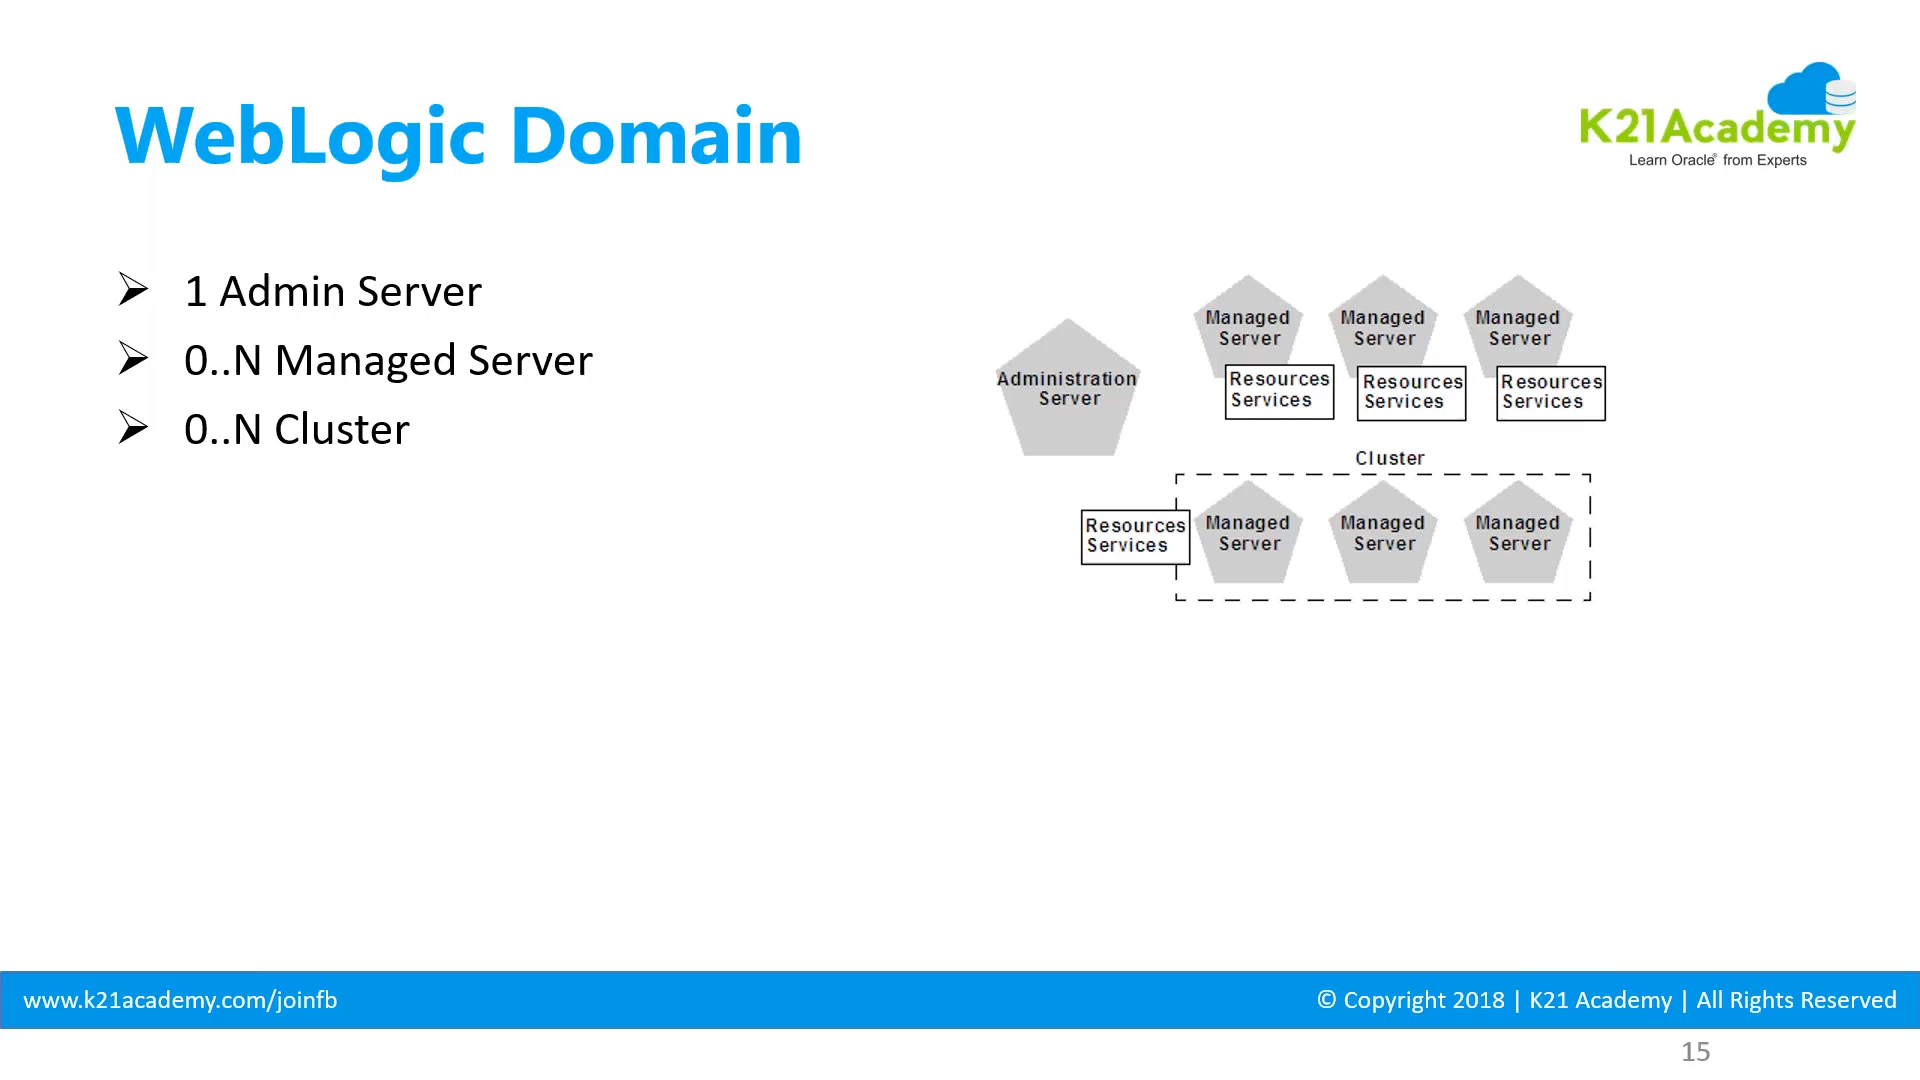 WebLogic Domain
K21Academy
Learn Oracle® from Experts
➢ 1 Admin Server
➢ 0..N Managed Server
➢ 0..N Cluster
Administration
Server
Managed
Server
Resources
Services
Managed
Server
Resources
Services
Managed
Server
Resources
Services
Cluster
Resources
Services
Managed
Server
Managed
Server
Managed
Server
www.k21academy.com/joinfb
© Copyright 2018 | K21 Academy | All Rights Reserved
15